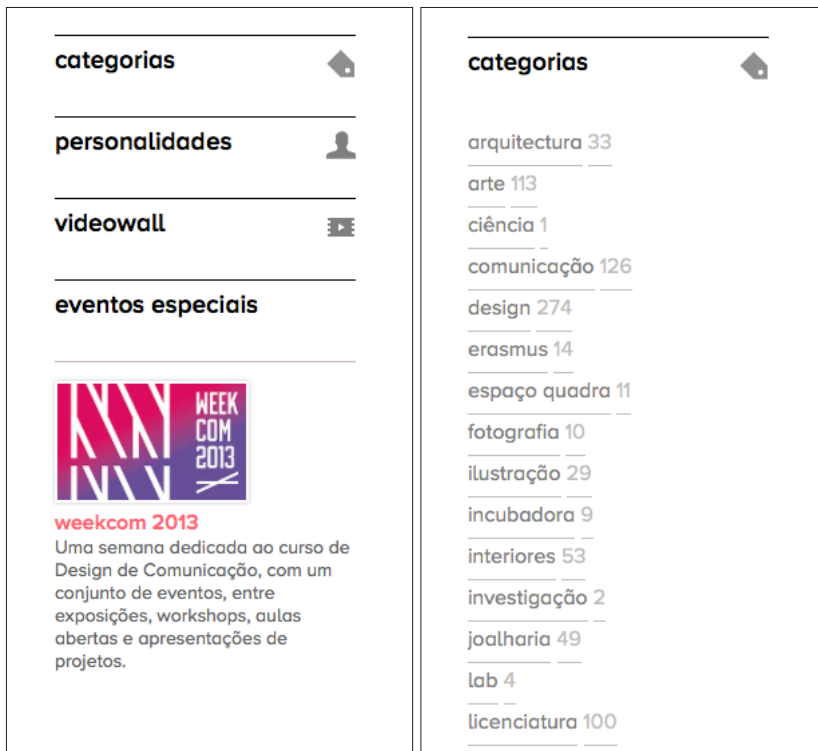 categorias
personalidades
videowall
eventos especiais
WEEK
COM
2013
weekcom 2013
Uma semana dedicada ao curso de
Design de Comunicação, com um
conjunto de eventos, entre
exposições, workshops, aulas
abertas e apresentações de
projetos.
categorias
arquitectura 33
arte 113
ciência 1
comunicação 126
design 274
erasmus 14
espaço quadra 11
fotografia 10
ilustração 29
incubadora 9
interiores 53
investigação 2
joalharia 49
lab 4
licenciatura 100